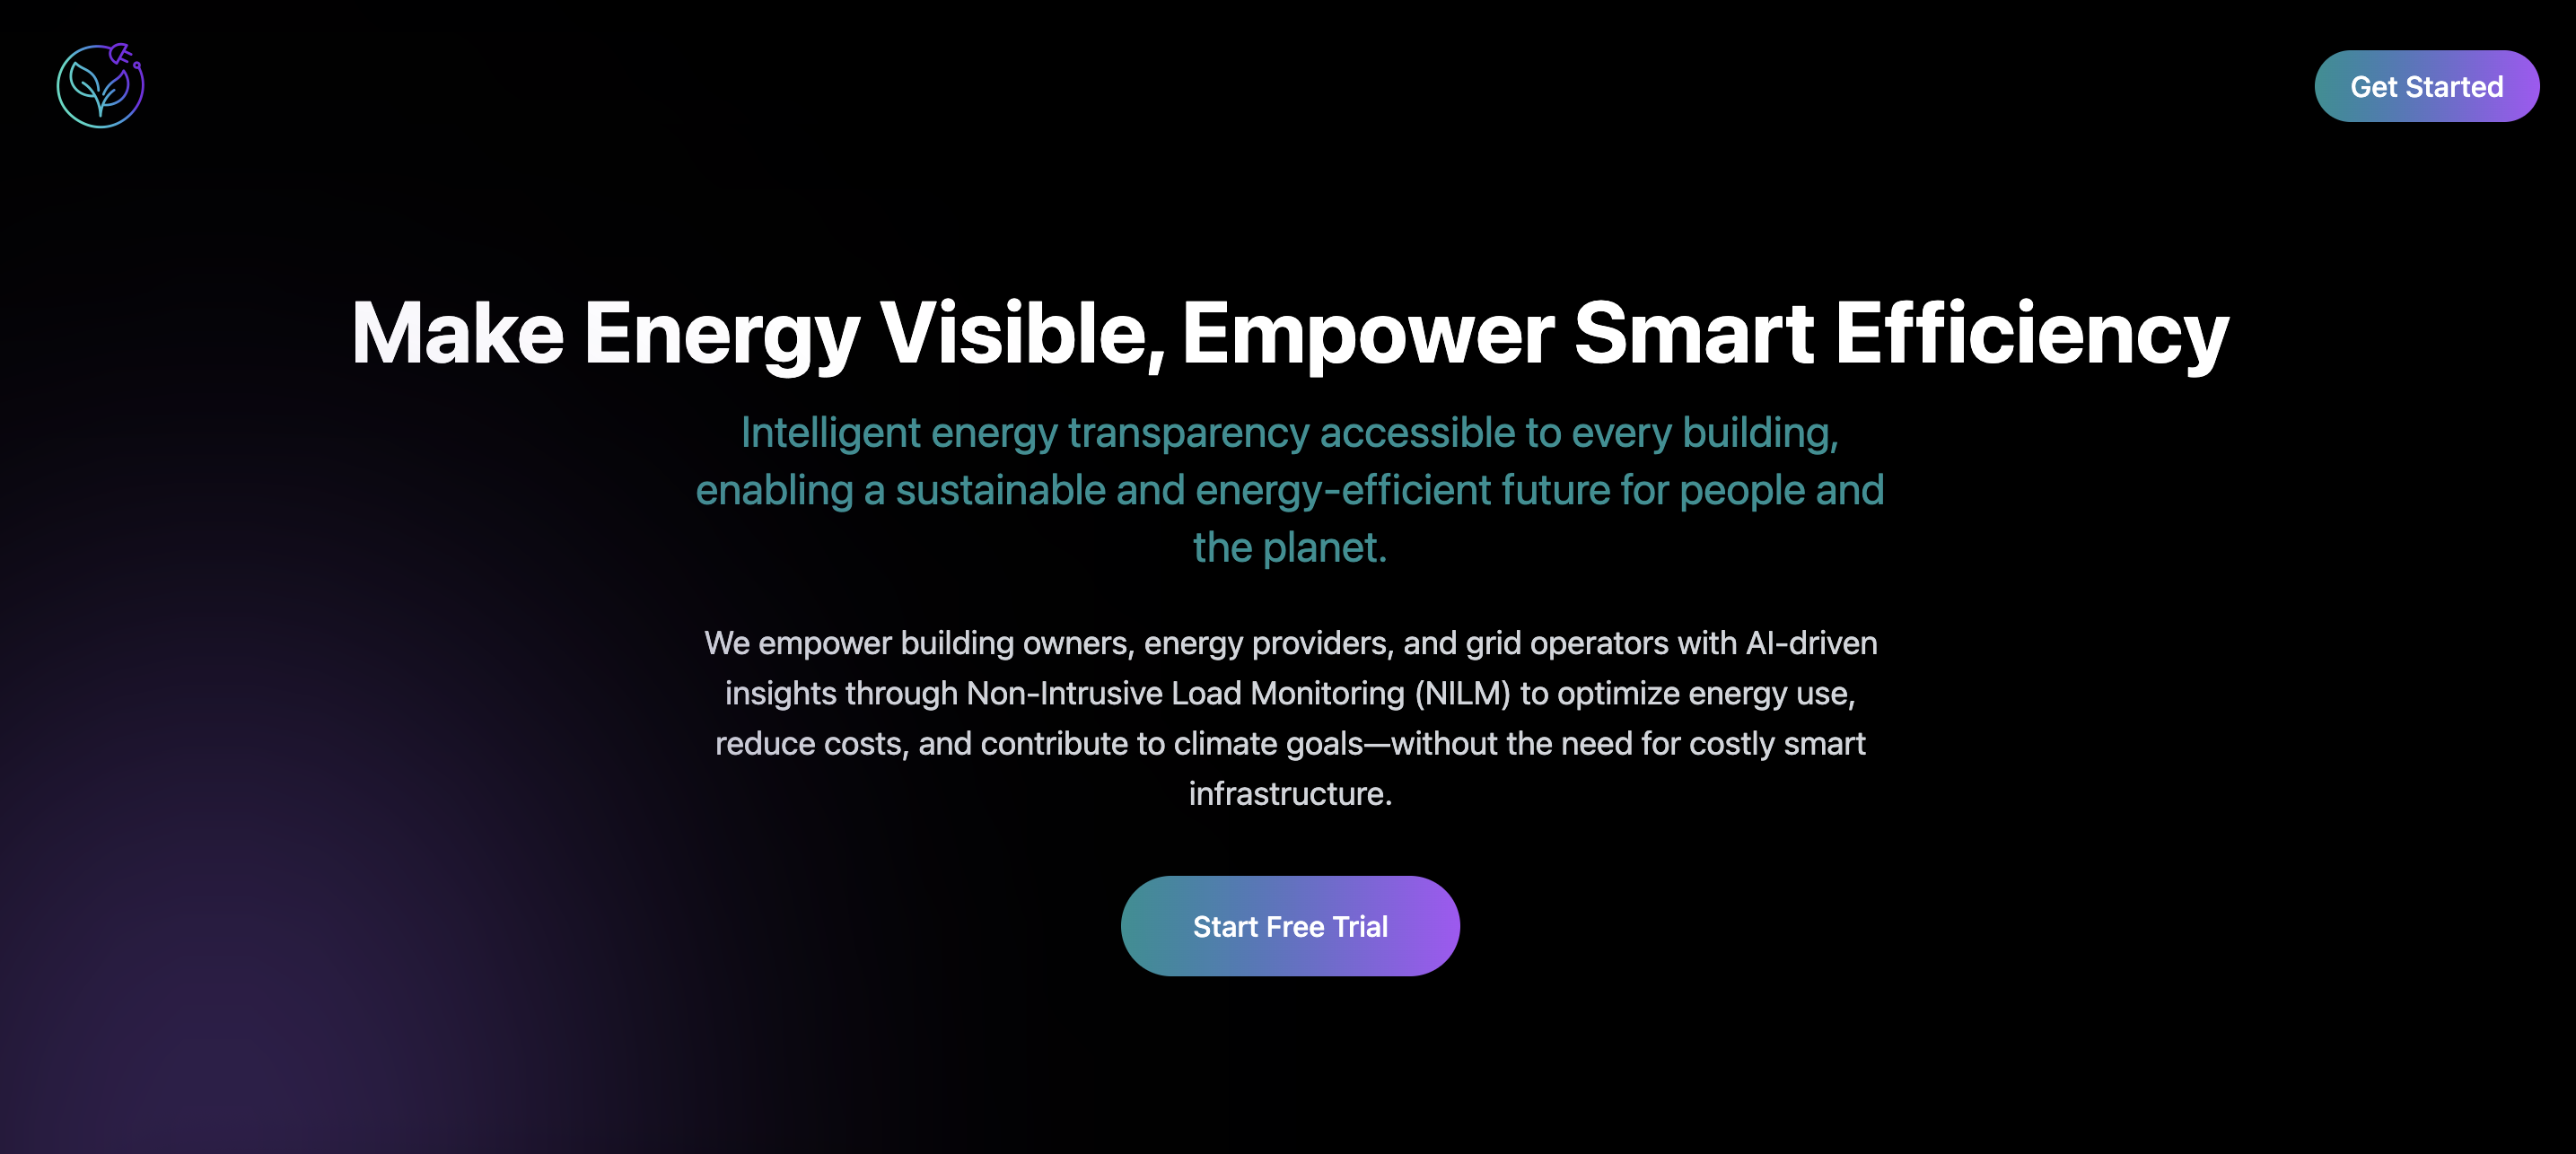 Get Started
Make Energy Visible, Empower Smart Efficiency
Intelligent energy transparency accessible to every building,
enabling a sustainable and energy-efficient future for people and
the planet.
We empower building owners, energy providers, and grid operators with AI-driven
insights through Non-Intrusive Load Monitoring (NILM) to optimize energy use,
reduce costs, and contribute to climate goals—without the need for costly smart
infrastructure.
Start Free Trial